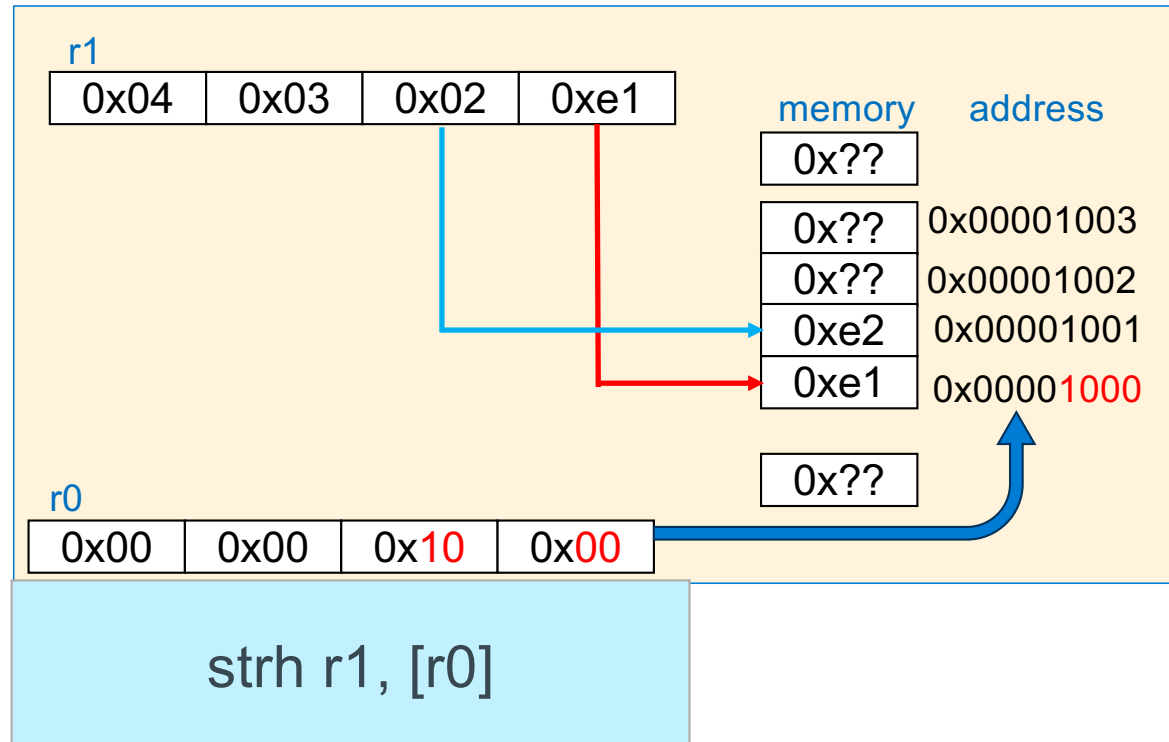 r1
0x04 0x03 0x02 0xe1
memory address
0x??
0x?? 0x00001003
0x?? 0x00001002
0xe2 0x00001001
0xe1 0x00001000
0x??
r0
0x00 0x00 0x10 0x00
strh r1, [r0]